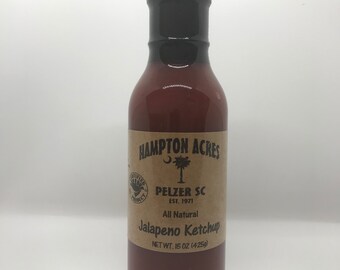 HAMPTON ACRES
PELZER SC
EST. 1971
All Natural
Jalapeno Ketchup
NET WT. 15 OZ (425g)